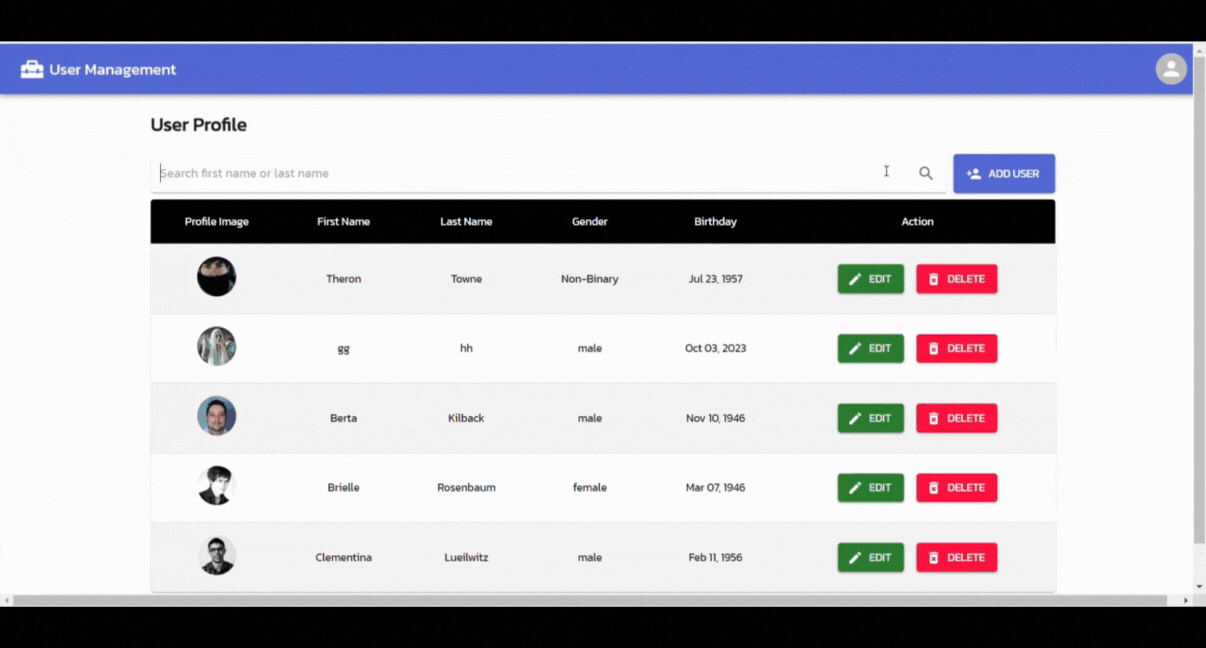 User Management
User Profile
Search first name or last name
ADD USER
Profile Image First Name Last Name Gender Birthday Action
Theron Towne Non-Binary Jul 23, 1957 EDIT DELETE
gg hh male Oct 03, 2023 EDIT DELETE
Berta Kilback male Nov 10, 1946 EDIT DELETE
Brielle Rosenbaum female Mar 07, 1946 EDIT DELETE
Clementina Lueilwitz male Feb 11, 1956 EDIT DELETE